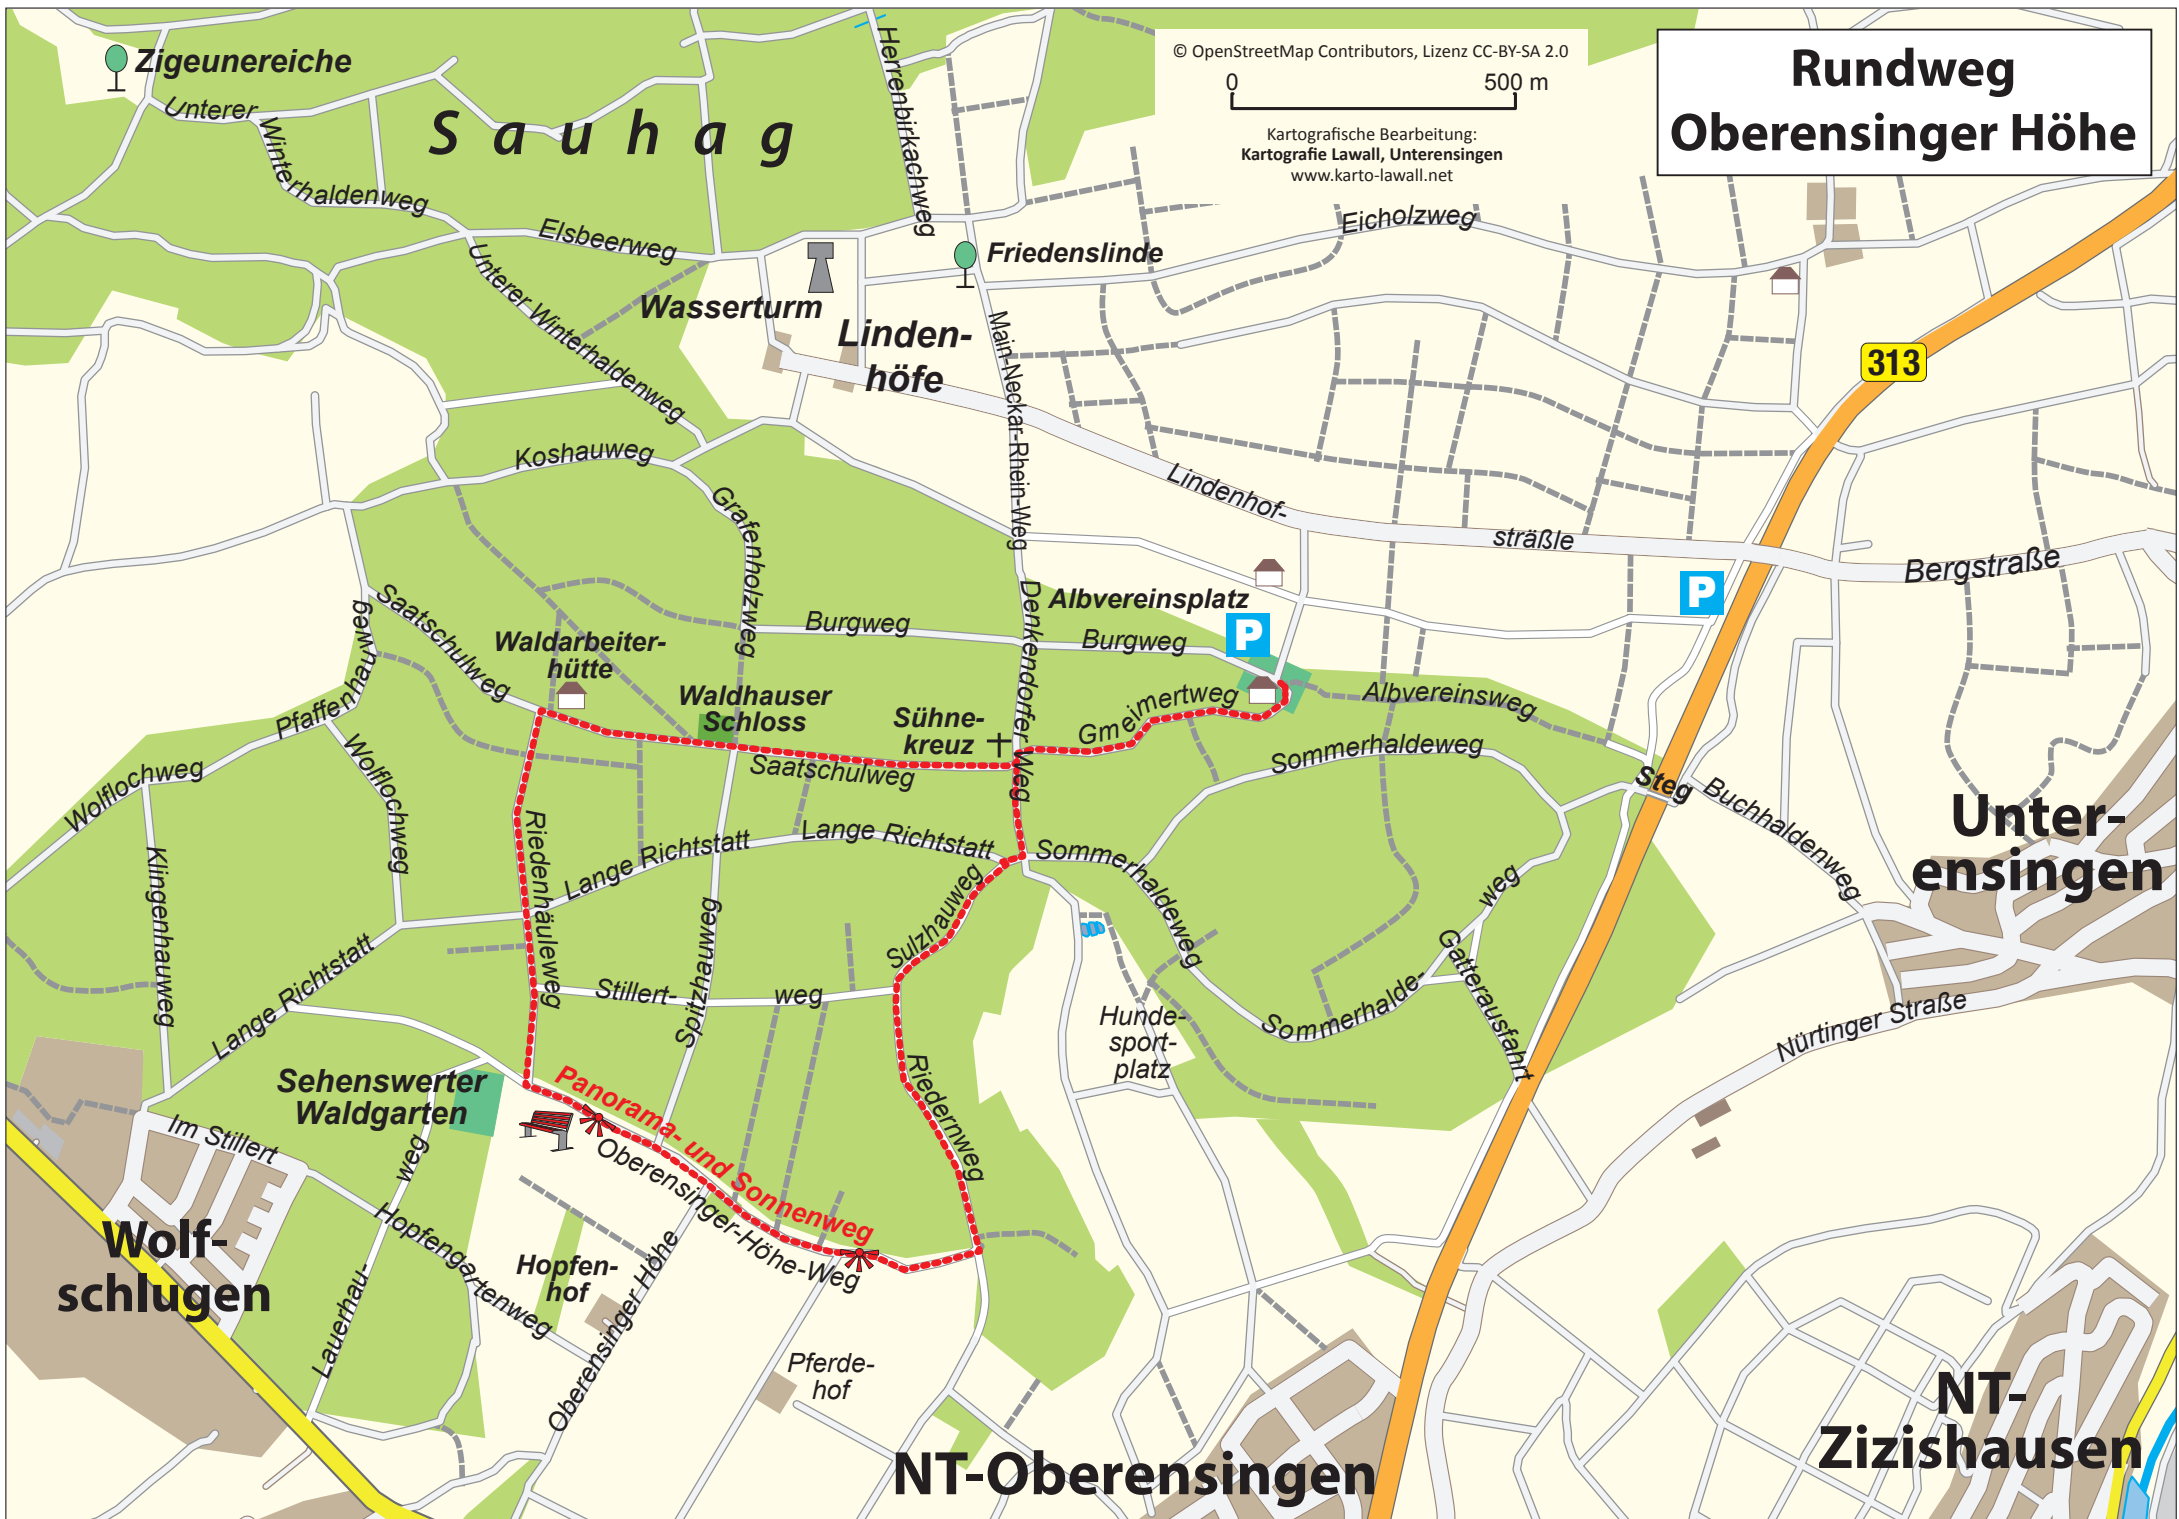 Rundweg
Oberensinger Höhe
© OpenStreetMap Contributors, Lizenz CC-BY-SA 2.0
0 500 m
Kartografische Bearbeitung:
Kartografie Lawall, Unterensingen
www.karto-lawall.net
Zigeunereiche
Sauhag
Unterer
Winterhaldenweg
Herrenbirkachweg
Elsbeerweg
Unterer Winterhaldenweg
Wasserturm
Friedenslinde
Eicholzweg
Linden-
höfe
Main-Neckar-Rhein-Weg
313
Koshauweg
Grafenholzweg
Lindenhof-
sträßle
Bergstraße
P
P
Albvereinsplatz
Denkendorfer Weg
Burgweg
Burgweg
Saatschulweg
Pfaffenhauweg
Waldarbeiter-
hütte
Waldhauser
Schloss
Sühne-
kreuz
Gmeimertweg
Albvereinsweg
Saatschulweg
Sommerhaldeweg
Steg
Buchhaldenweg
Unter-
ensingen
Wolflochweg
Wolflochweg
Klingenhauweg
Riedenhäuleweg
Lange Richtstatt
Lange Richtstatt
Lange Richtstatt
Sommerhaldeweg
Sulzhauweg
Spitzhauweg
Stillert-
weg
Sommerhalde-
weg
Gatterausfahrt
Hunde-
sport-
platz
Nürtinger Straße
Riedernweg
Sehenswerter
Waldgarten
Im Stillert
Panorama- und Sonnenweg
Oberensinger-Höhe-Weg
Lauerhau-
weg
Hopfengartenweg
Hopfen-
hof
Oberensinger Höhe
Wolf-
schlugen
Pferde-
hof
NT-Oberensingen
NT-
Zizishausen